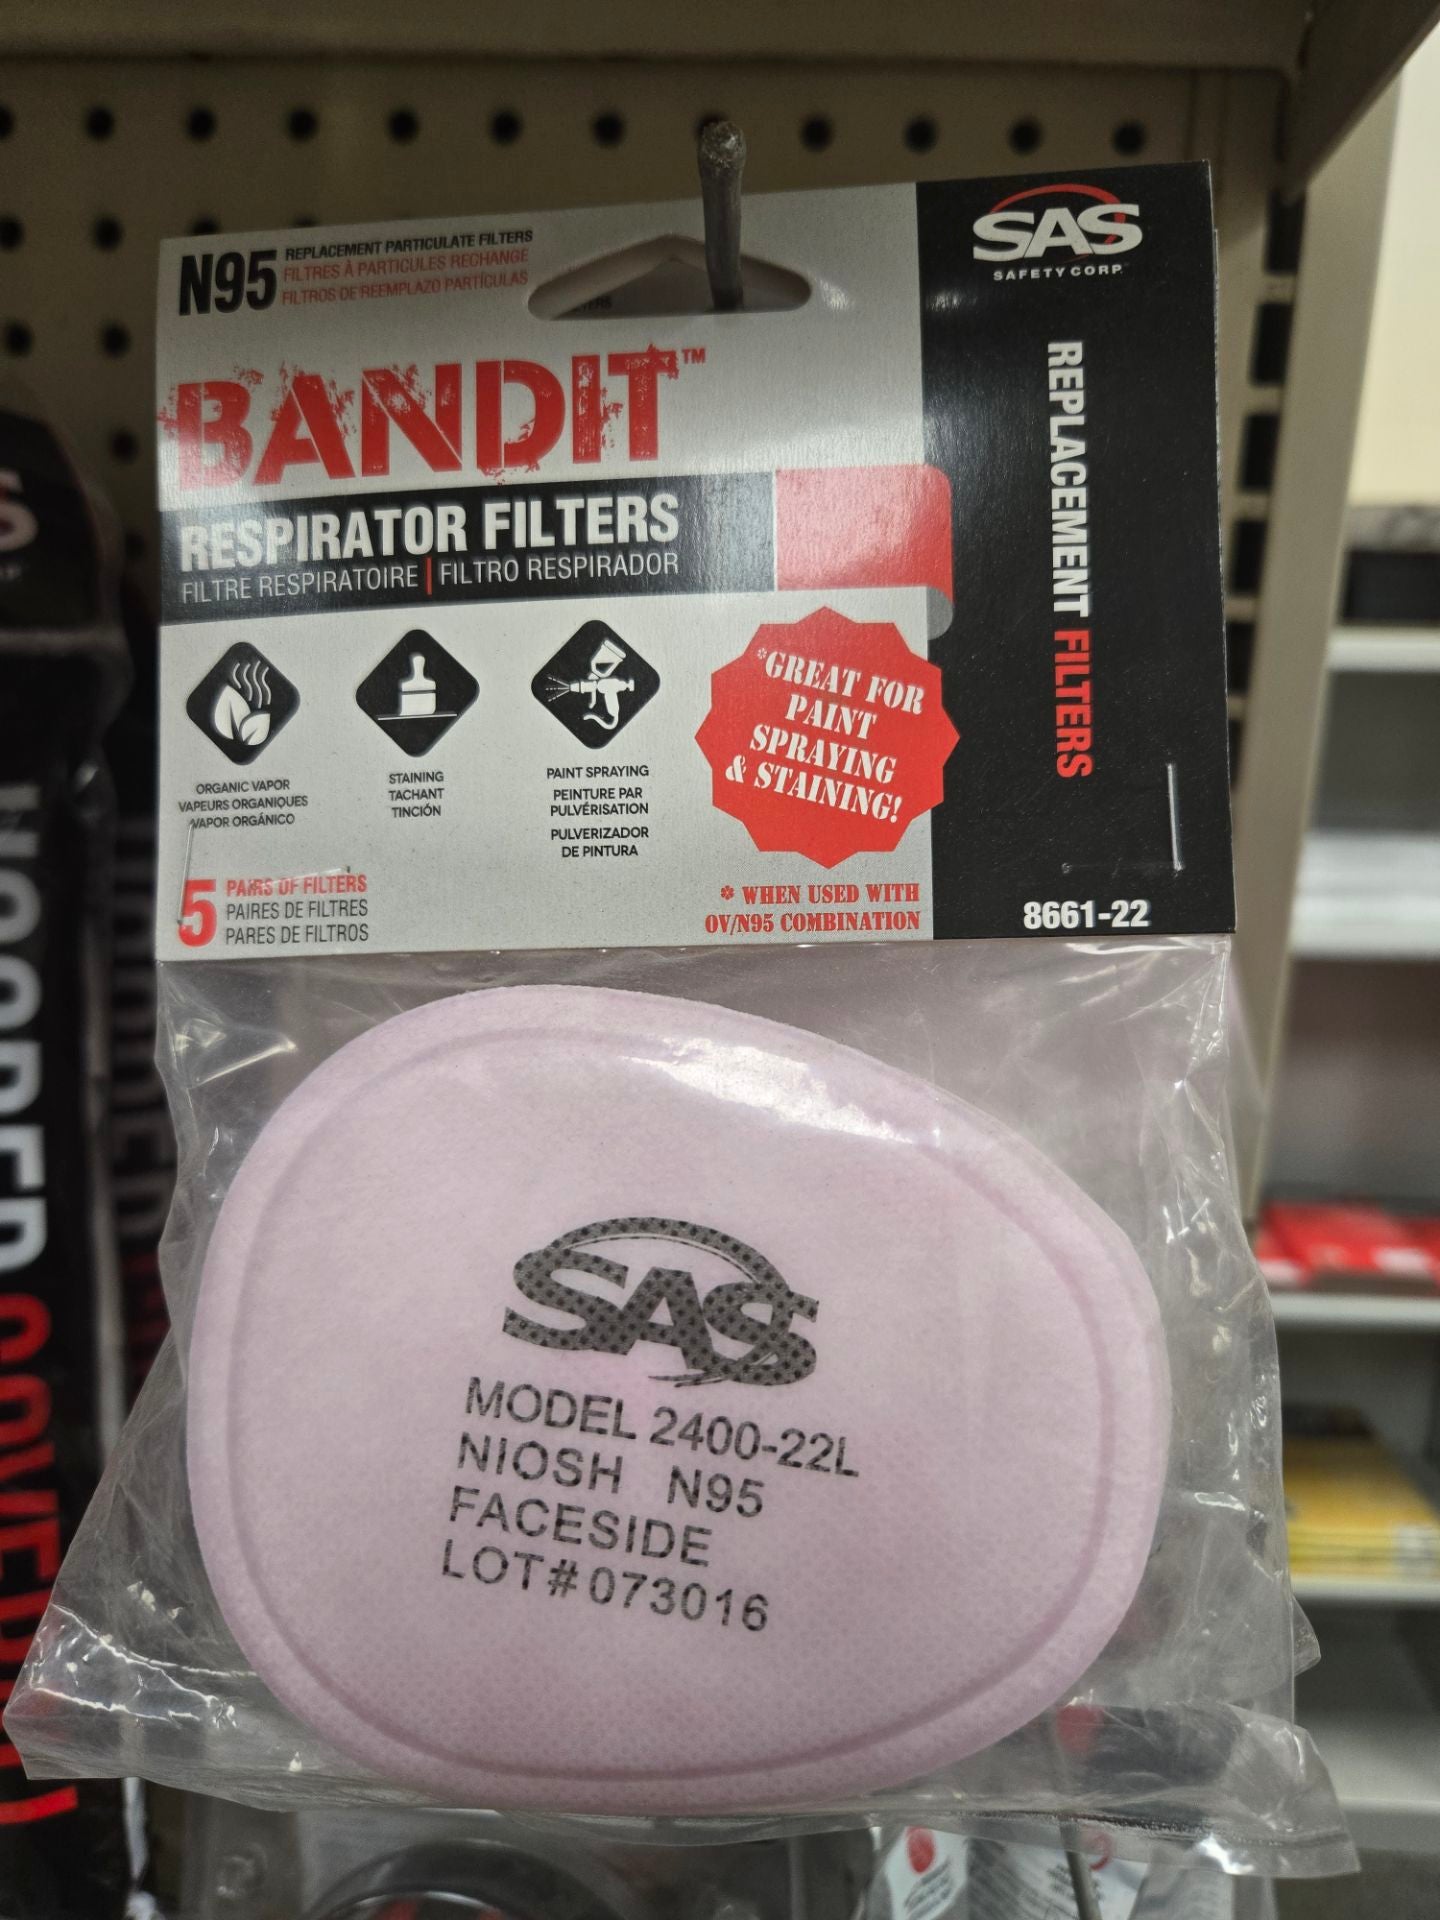 N95 REPLACEMENT PARTICULATE FILTERS
FILTRES À PARTICULES RECHANGE
FILTROS DE REEMPLAZO PARTÍCULAS
BANDIT™
RESPIRATOR FILTERS
FILTRE RESPIRATOIRE | FILTRO RESPIRADOR
ORGANIC VAPOR
VAPEURS ORGANIQUES
VAPOR ORGÁNICO
STAINING
TACHANT
TINCIÓN
PAINT SPRAYING
PEINTURE PAR
PULVÉRISATION
PULVERIZADOR
DE PINTURA
*GREAT FOR
PAINT
SPRAYING
& STAINING!
* WHEN USED WITH
OV/N95 COMBINATION
5 PAIRS OF FILTERS
PAIRES DE FILTRES
PARES DE FILTROS
SAS
SAFETY CORP.
REPLACEMENT FILTERS
8661-22
SAS
MODEL 2400-22L
NIOSH N95
FACESIDE
LOT#073016